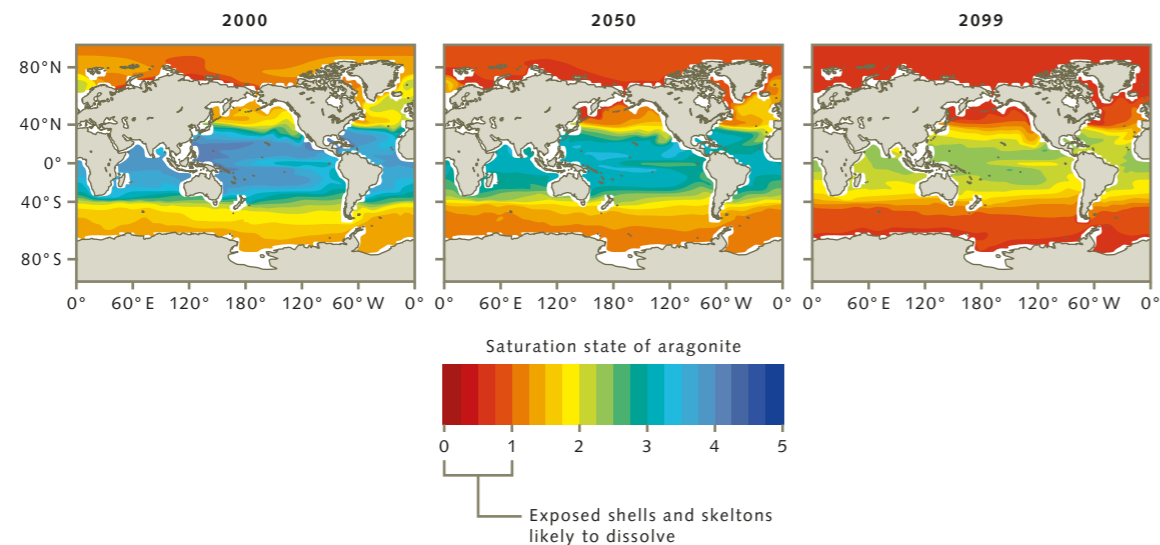 2000 2050 2099
80°N
40°N
0°
40°S
80°S
0° 60° E 120° 180° 120° 60° W 0° 0° 60° E 120° 180° 120° 60° W 0° 0° 60° E 120° 180° 120° 60° W 0°
Saturation state of aragonite
0 1 2 3 4 5
Exposed shells and skeltons
likely to dissolve